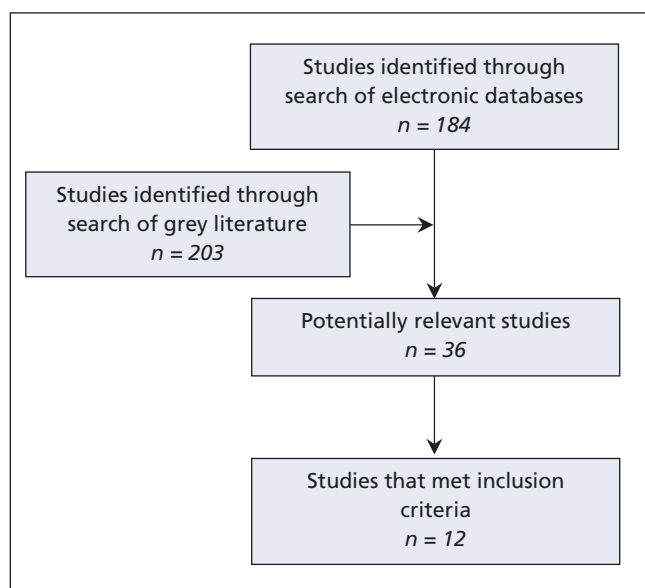 Studies identified through
search of electronic databases
n = 184
Studies identified through
search of grey literature
n = 203
Potentially relevant studies
n = 36
Studies that met inclusion
criteria
n = 12